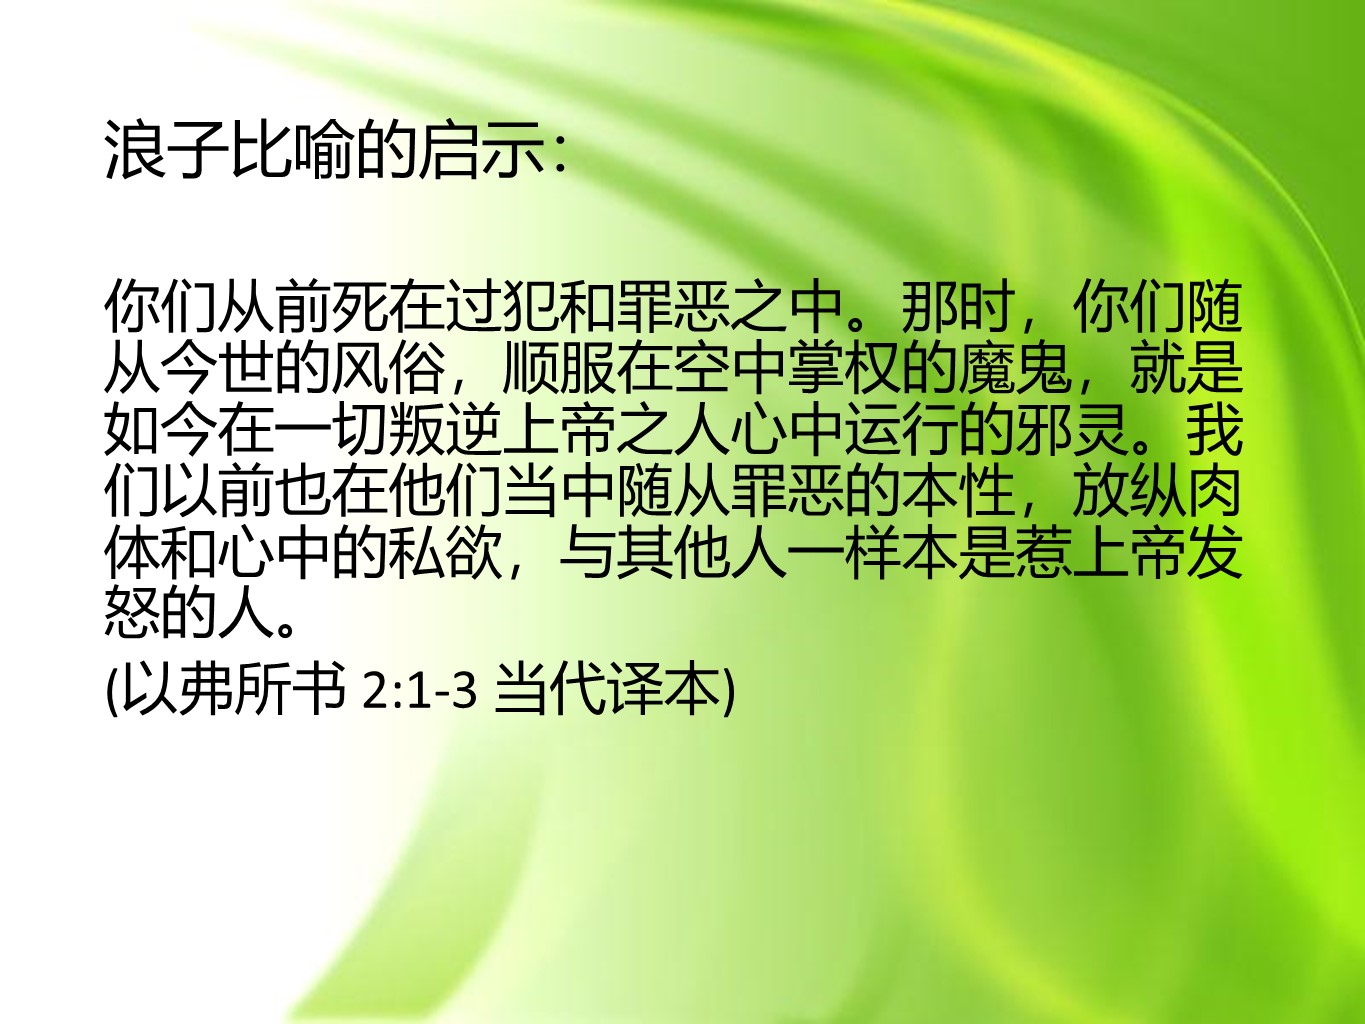 浪子比喻的启示：
你们从前死在过犯和罪恶之中。那时，你们随
从今世的风俗，顺服在空中掌权的魔鬼，就是
如今在一切叛逆上帝之人心中运行的邪灵。我
们以前也在他们当中随从罪恶的本性，放纵肉
体和心中的私欲，与其他人一样本是惹上帝发
怒的人。
(以弗所书 2:1-3 当代译本)